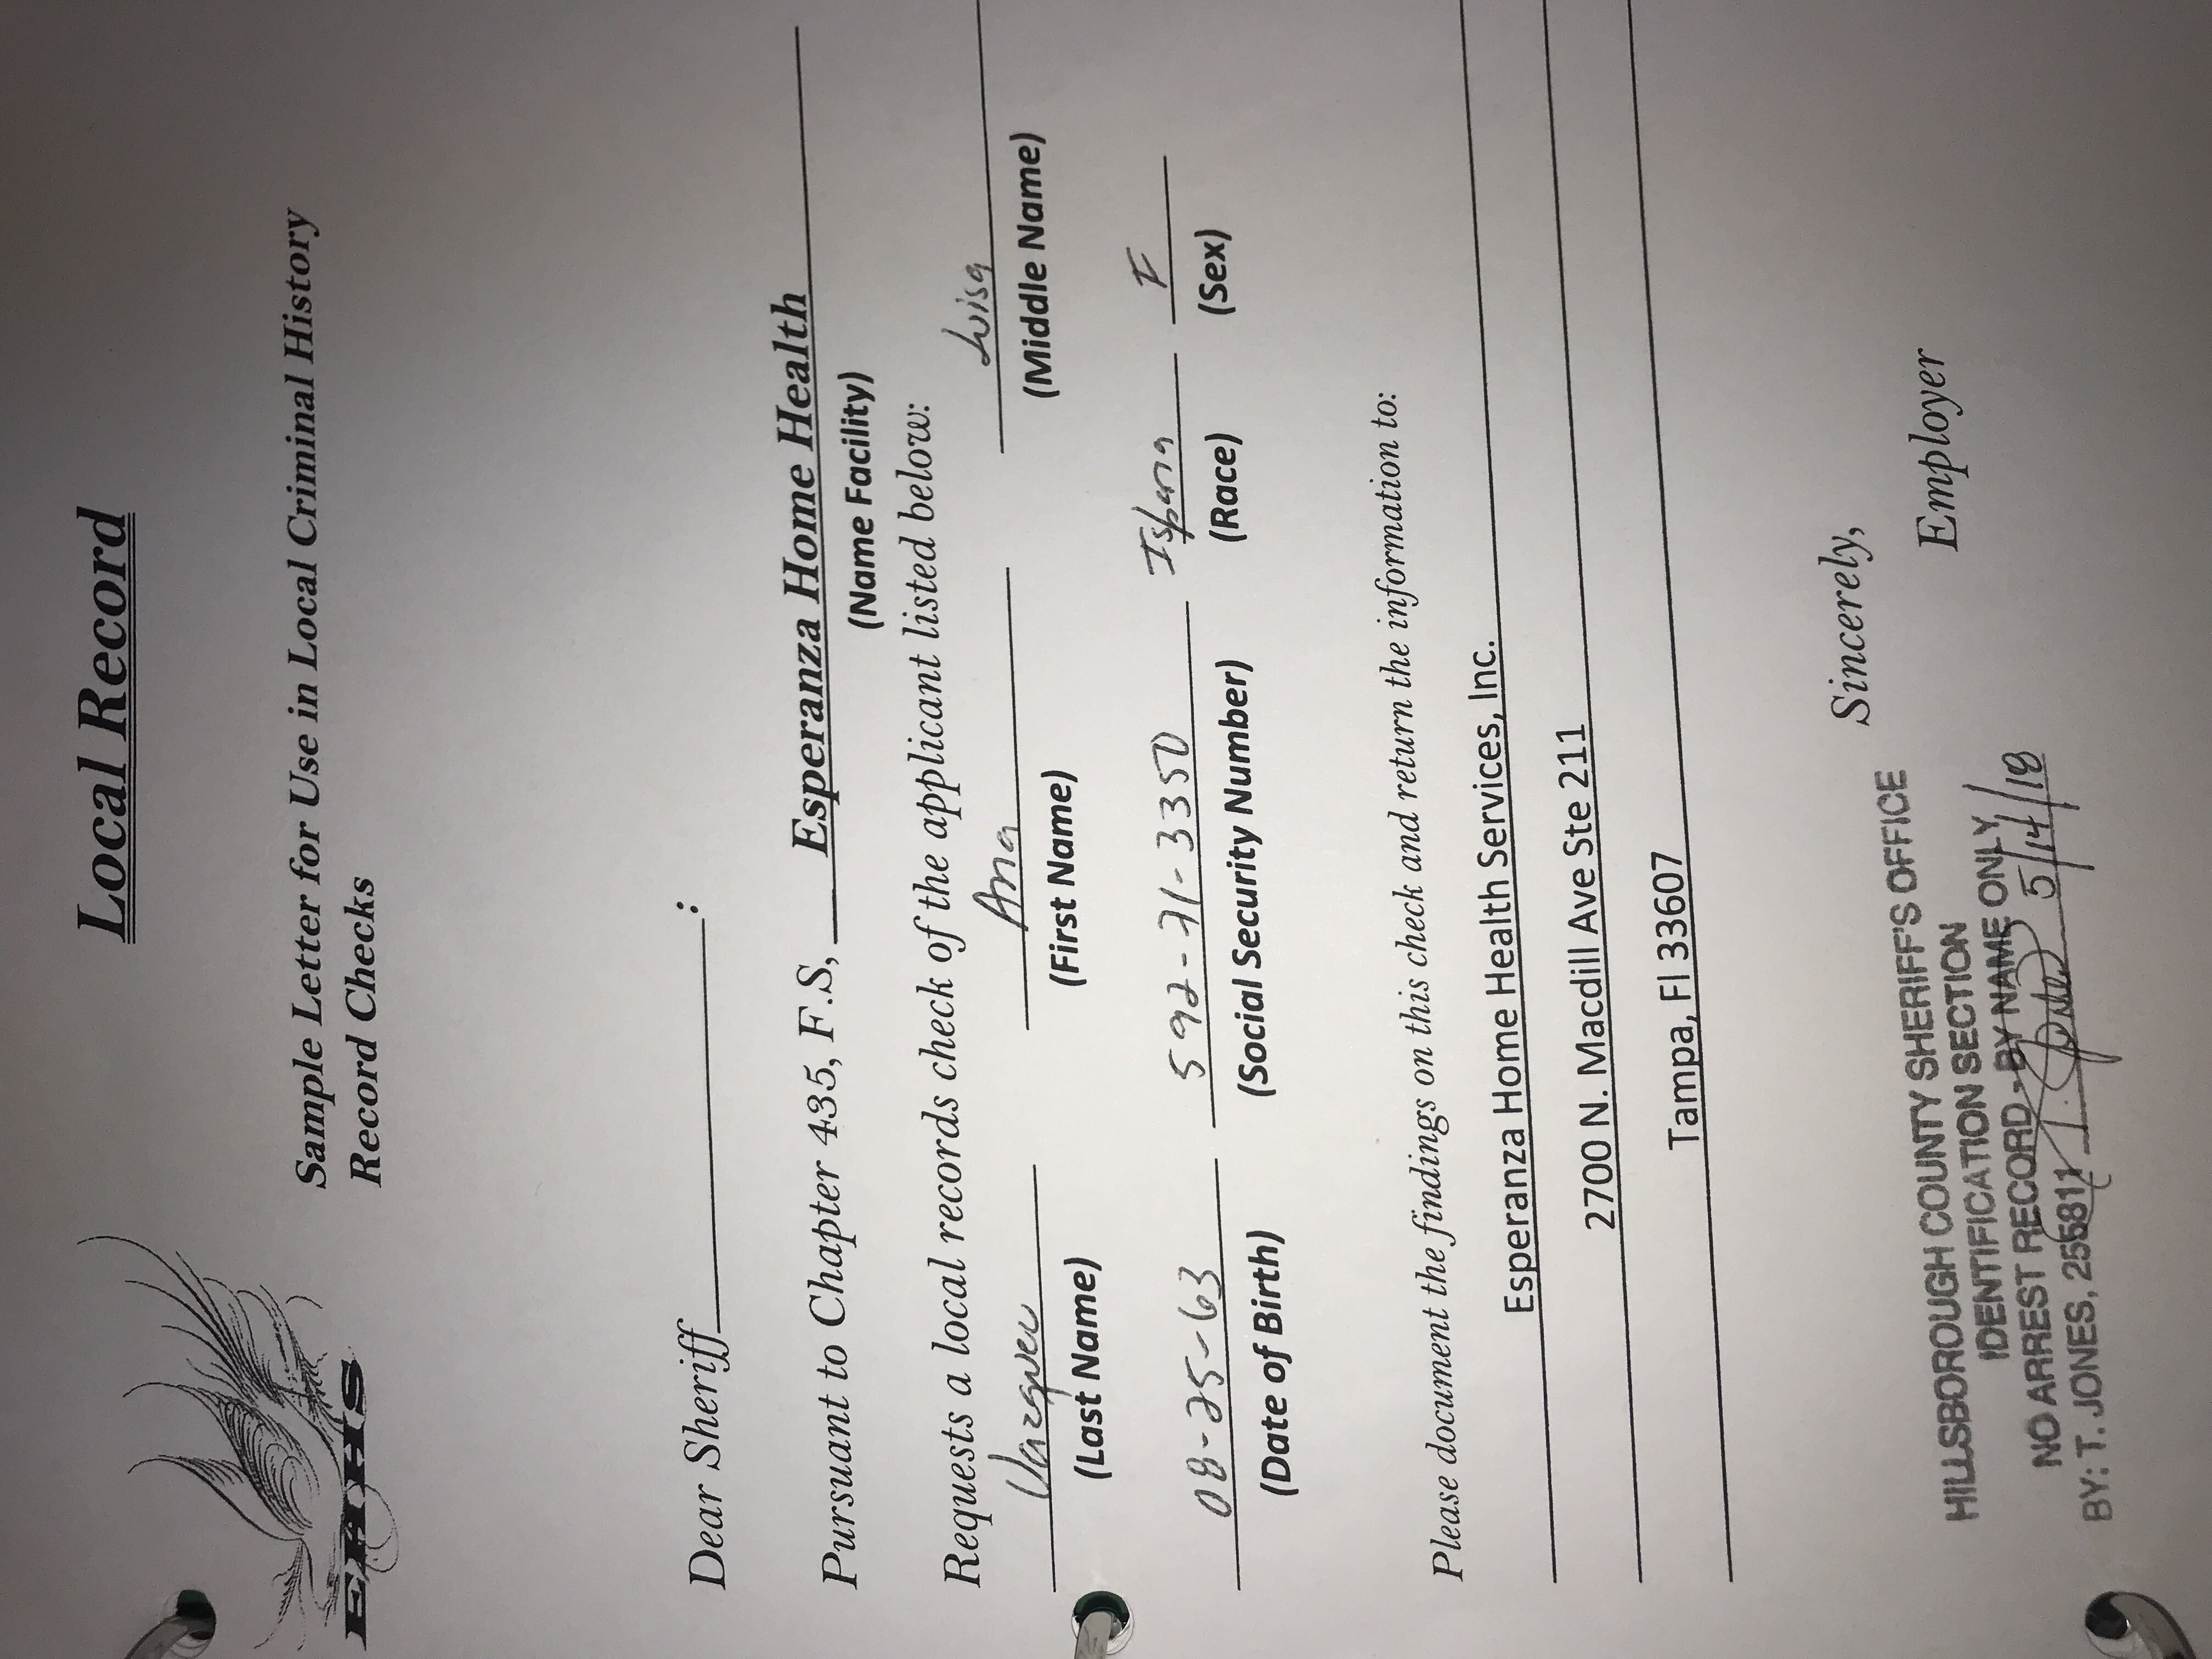 Local Record
EHHS
Sample Letter for Use in Local Criminal History
Record Checks
Dear Sheriff____________:
Pursuant to Chapter 435, F.S, Esperanza Home Health
(Name Facility)
Requests a local records check of the applicant listed below:
Vazquez Ana Luisa
(Last Name) (First Name) (Middle Name)
08-25-63 592-71-3350 F
(Date of Birth) (Social Security Number) (Race) (Sex)
Please document the findings on this check and return the information to:
Esperanza Home Health Services, Inc.
2700 N. Macdill Ave Ste 211
Tampa, Fl 33607
Sincerely,
Employer
HILLSBOROUGH COUNTY SHERIFF'S OFFICE
IDENTIFICATION SECTION
NO ARREST RECORD - BY NAME ONLY
BY: T. JONES, 255811 T. Jones 5/14/18